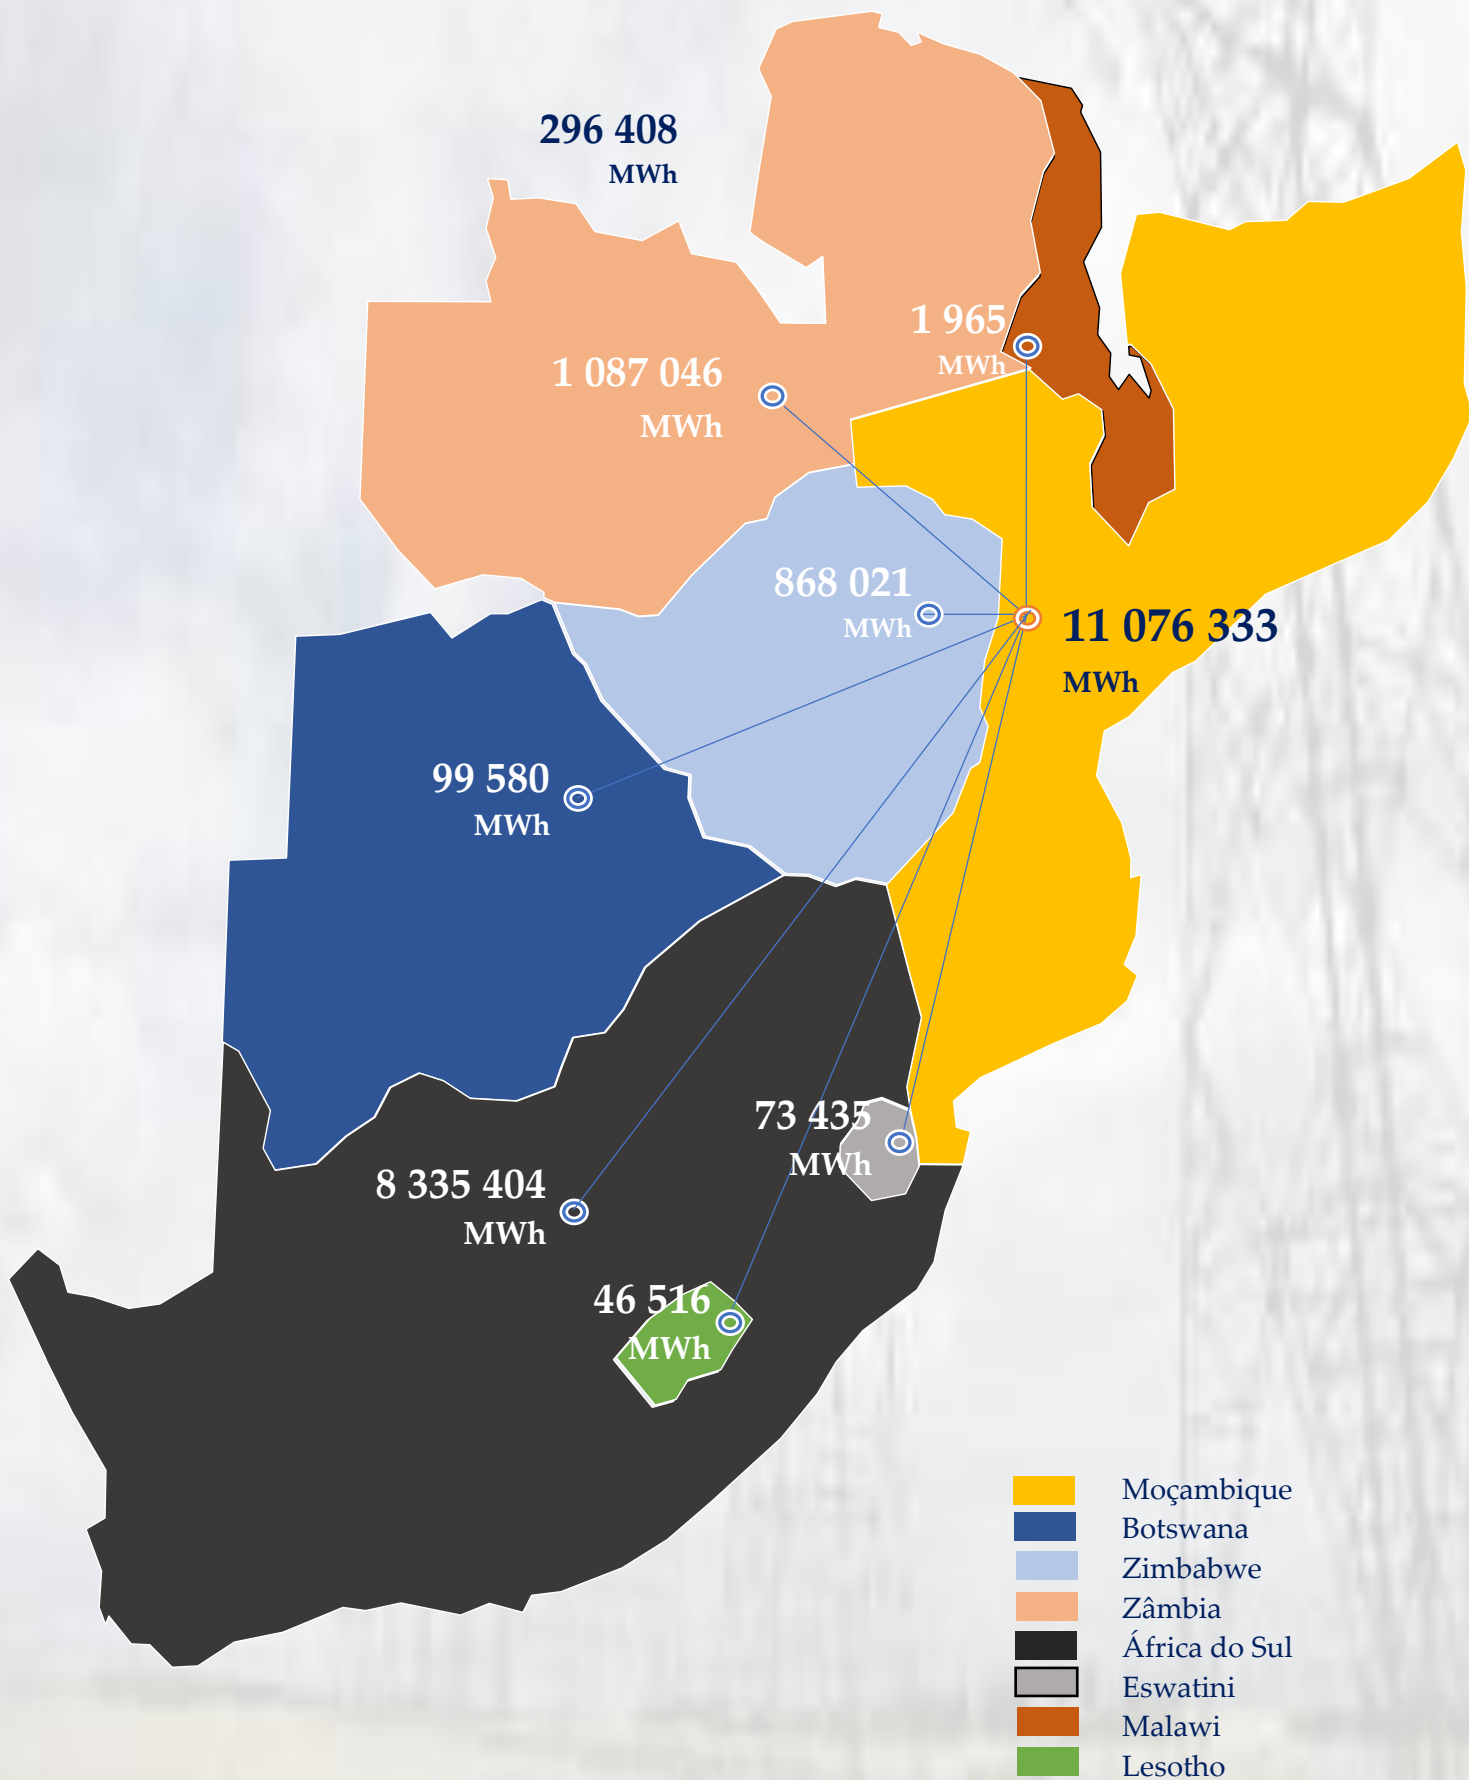 296 408
MWh
1 965
MWh
1 087 046
MWh
868 021
MWh
11 076 333
MWh
99 580
MWh
73 435
MWh
8 335 404
MWh
46 516
MWh
Moçambique
Botswana
Zimbabwe
Zâmbia
África do Sul
Eswatini
Malawi
Lesotho